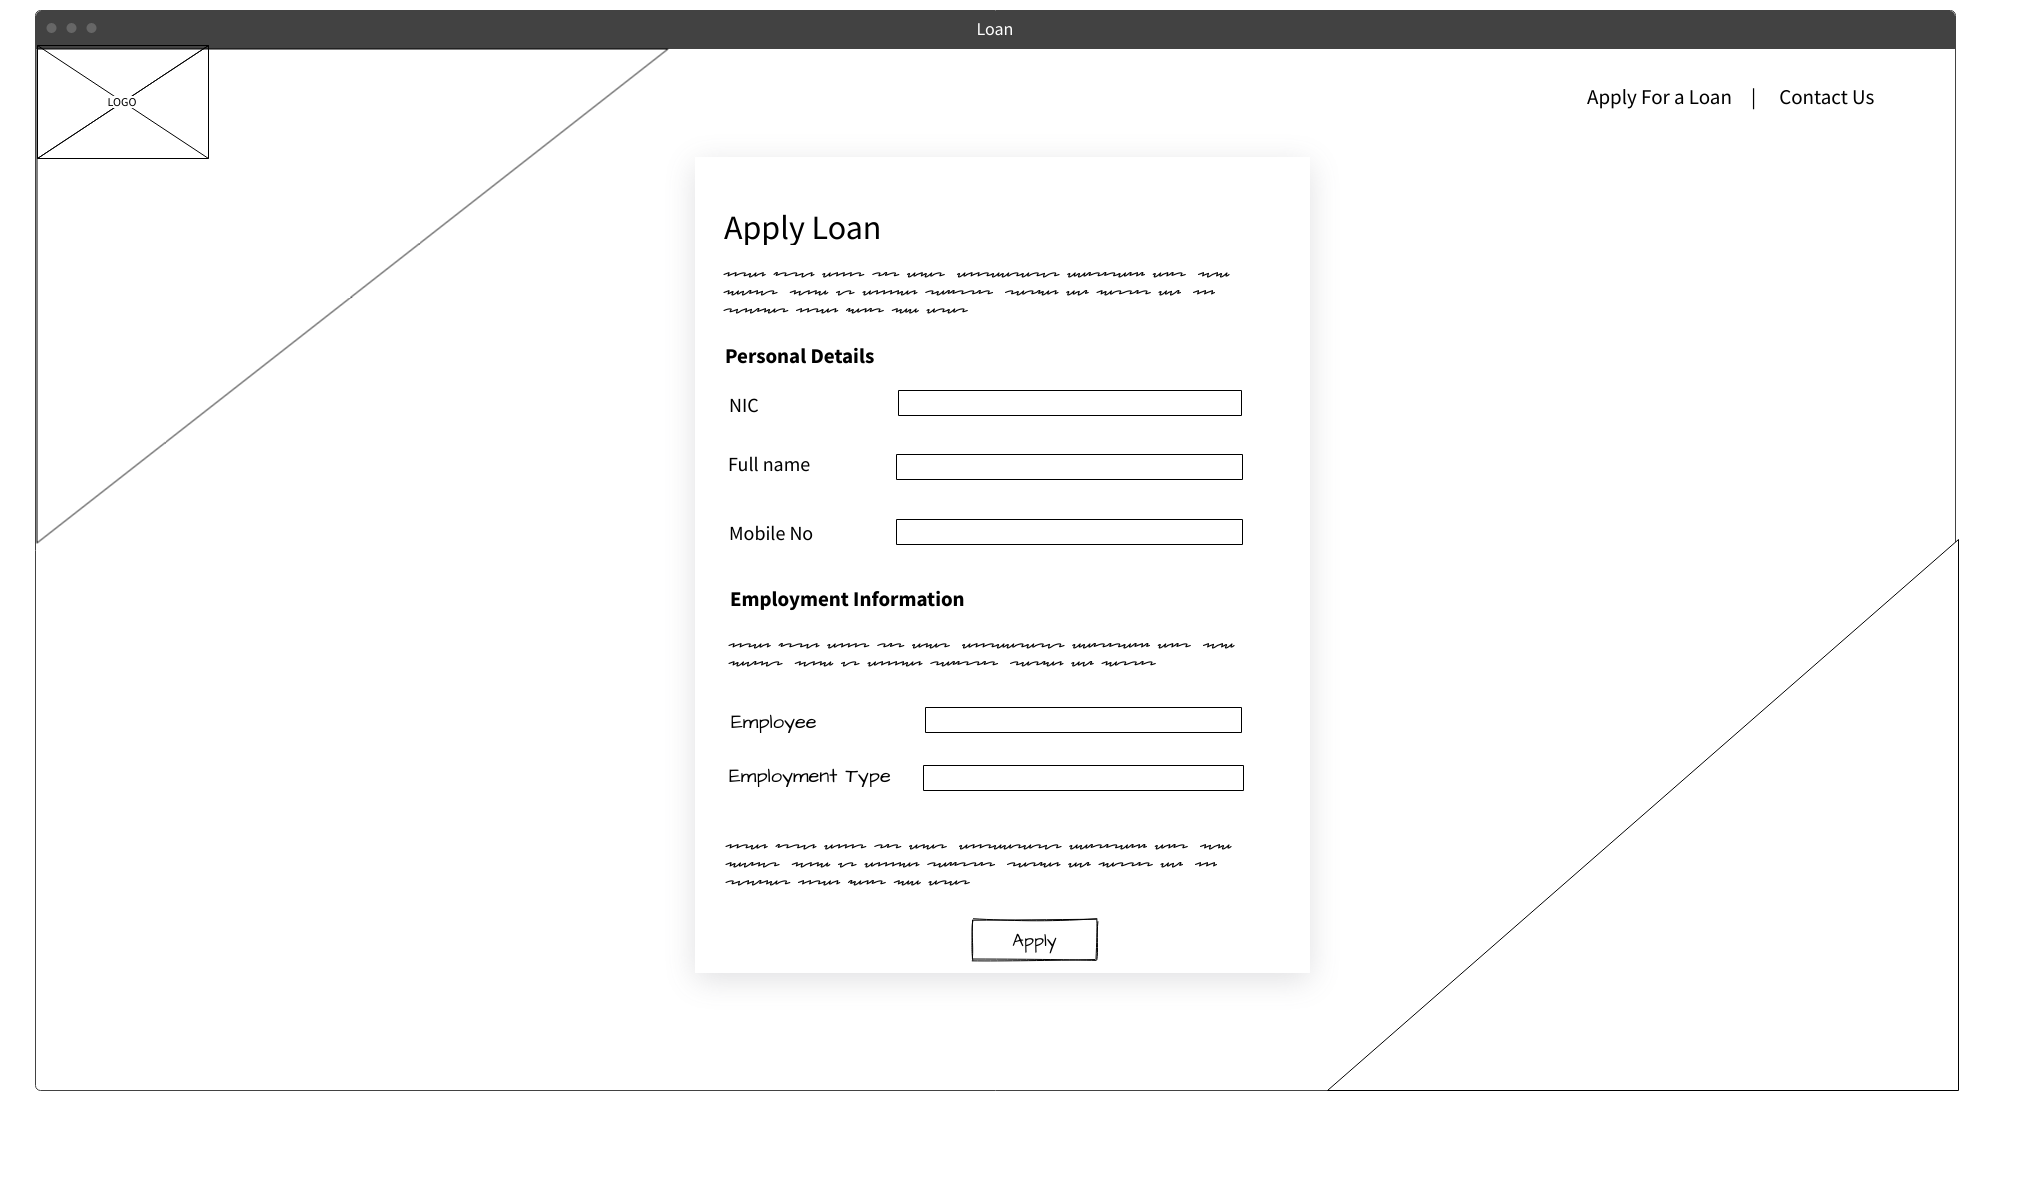 Loan
LOGO
Apply For a Loan | Contact Us
Apply Loan
Personal Details
NIC
Full name
Mobile No
Employment Information
Employee
Employment Type
Apply